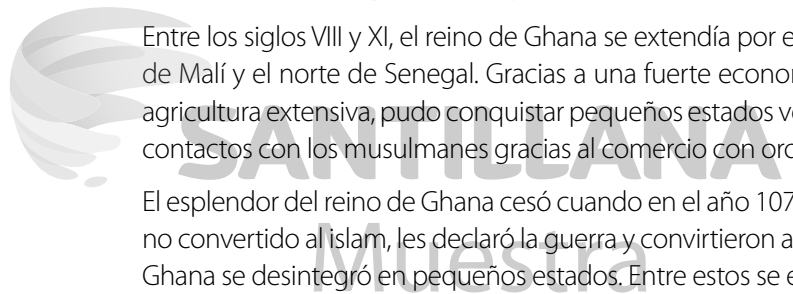 Entre los siglos VIII y XI, el reino de Ghana se extendía por e
de Malí y el norte de Senegal. Gracias a una fuerte econor
agricultura extensiva, pudo conquistar pequeños estados ve
contactos con los musulmanes gracias al comercio con oro
SANTILLANA
El esplendor del reino de Ghana cesó cuando en el año 107
no convertido al islam, les declaró la guerra y convirtieron a
Muestra
Ghana se desintegró en pequeños estados. Entre estos se e